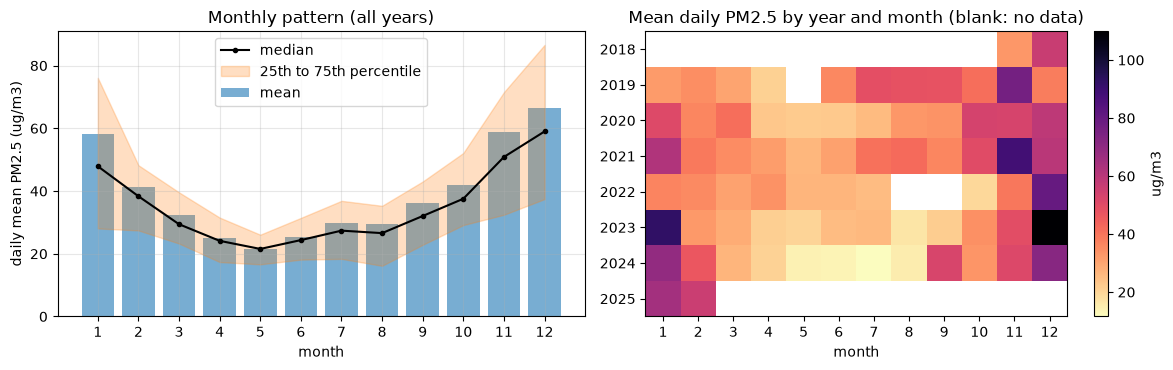 Monthly pattern (all years)
median
25th to 75th percentile
mean
daily mean PM2.5 (ug/m3)
80
60
40
20
0
1 2 3 4 5 6 7 8 9 10 11 12
month
Mean daily PM2.5 by year and month (blank: no data)
2018
2019
2020
2021
2022
2023
2024
2025
1 2 3 4 5 6 7 8 9 10 11 12
month
100
80
60
40
20
ug/m3